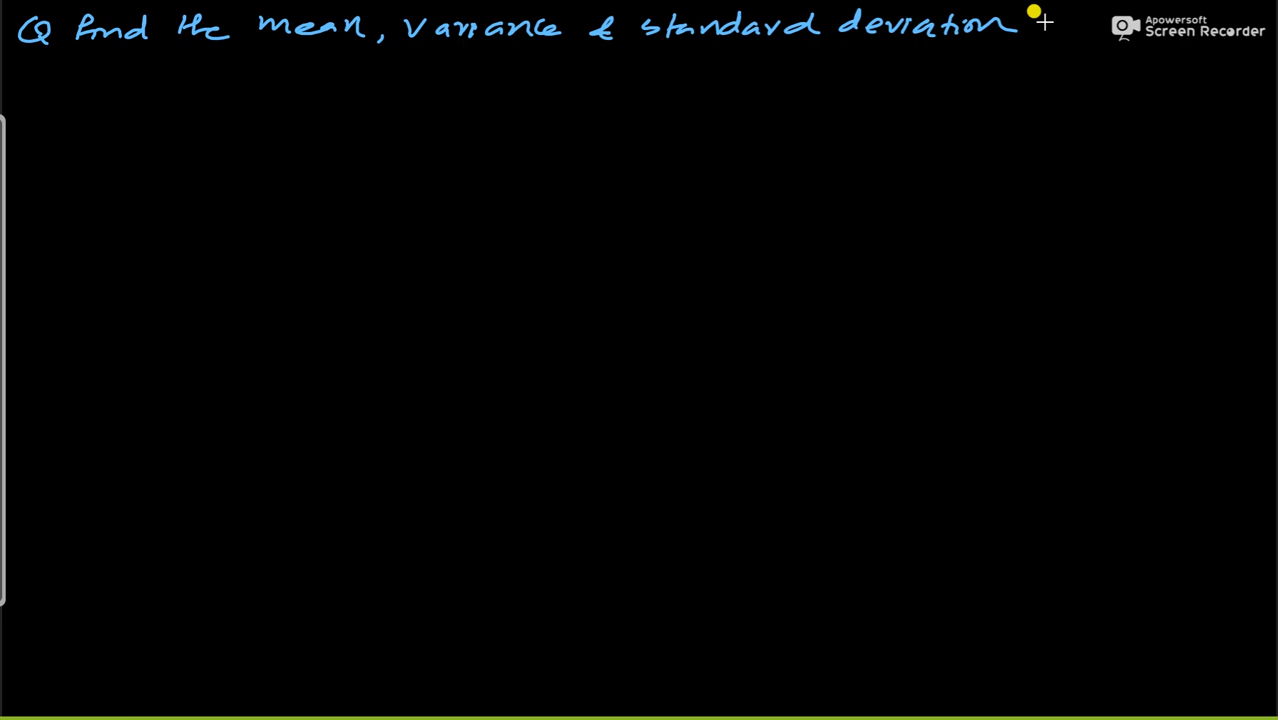 Q Find the mean, variance & standard deviation
Apowersoft
Screen Recorder